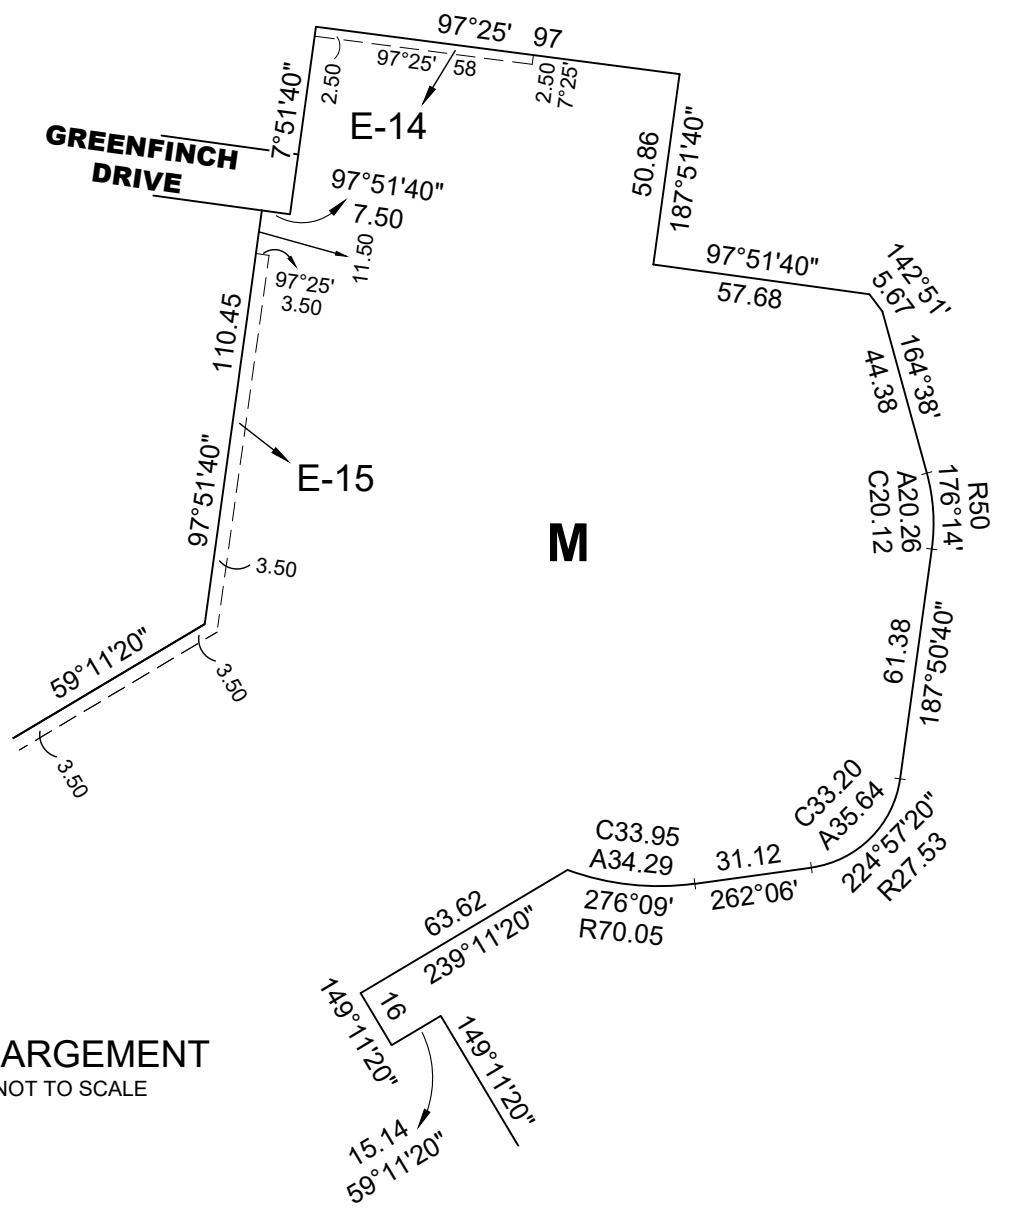 97°25' 97
97°25' 58
2.50
2.50
7°25'
E-14
7°51'40"
GREENFINCH
DRIVE
97°51'40"
7.50
11.50
97°25'
3.50
50.86
187°51'40"
97°51'40"
57.68
142°51'
5.67
164°38'
44.38
110.45
97°51'40"
E-15
3.50
M
R50
176°14'
A20.26
C20.12
59°11'20"
3.50
3.50
61.38
187°50'40"
C33.20
A35.64
224°57'20"
R27.53
C33.95
A34.29
276°09'
R70.05
31.12
262°06'
63.62
239°11'20"
16
149°11'20"
149°11'20"
15.14
59°11'20"
ARGEMENT
NOT TO SCALE